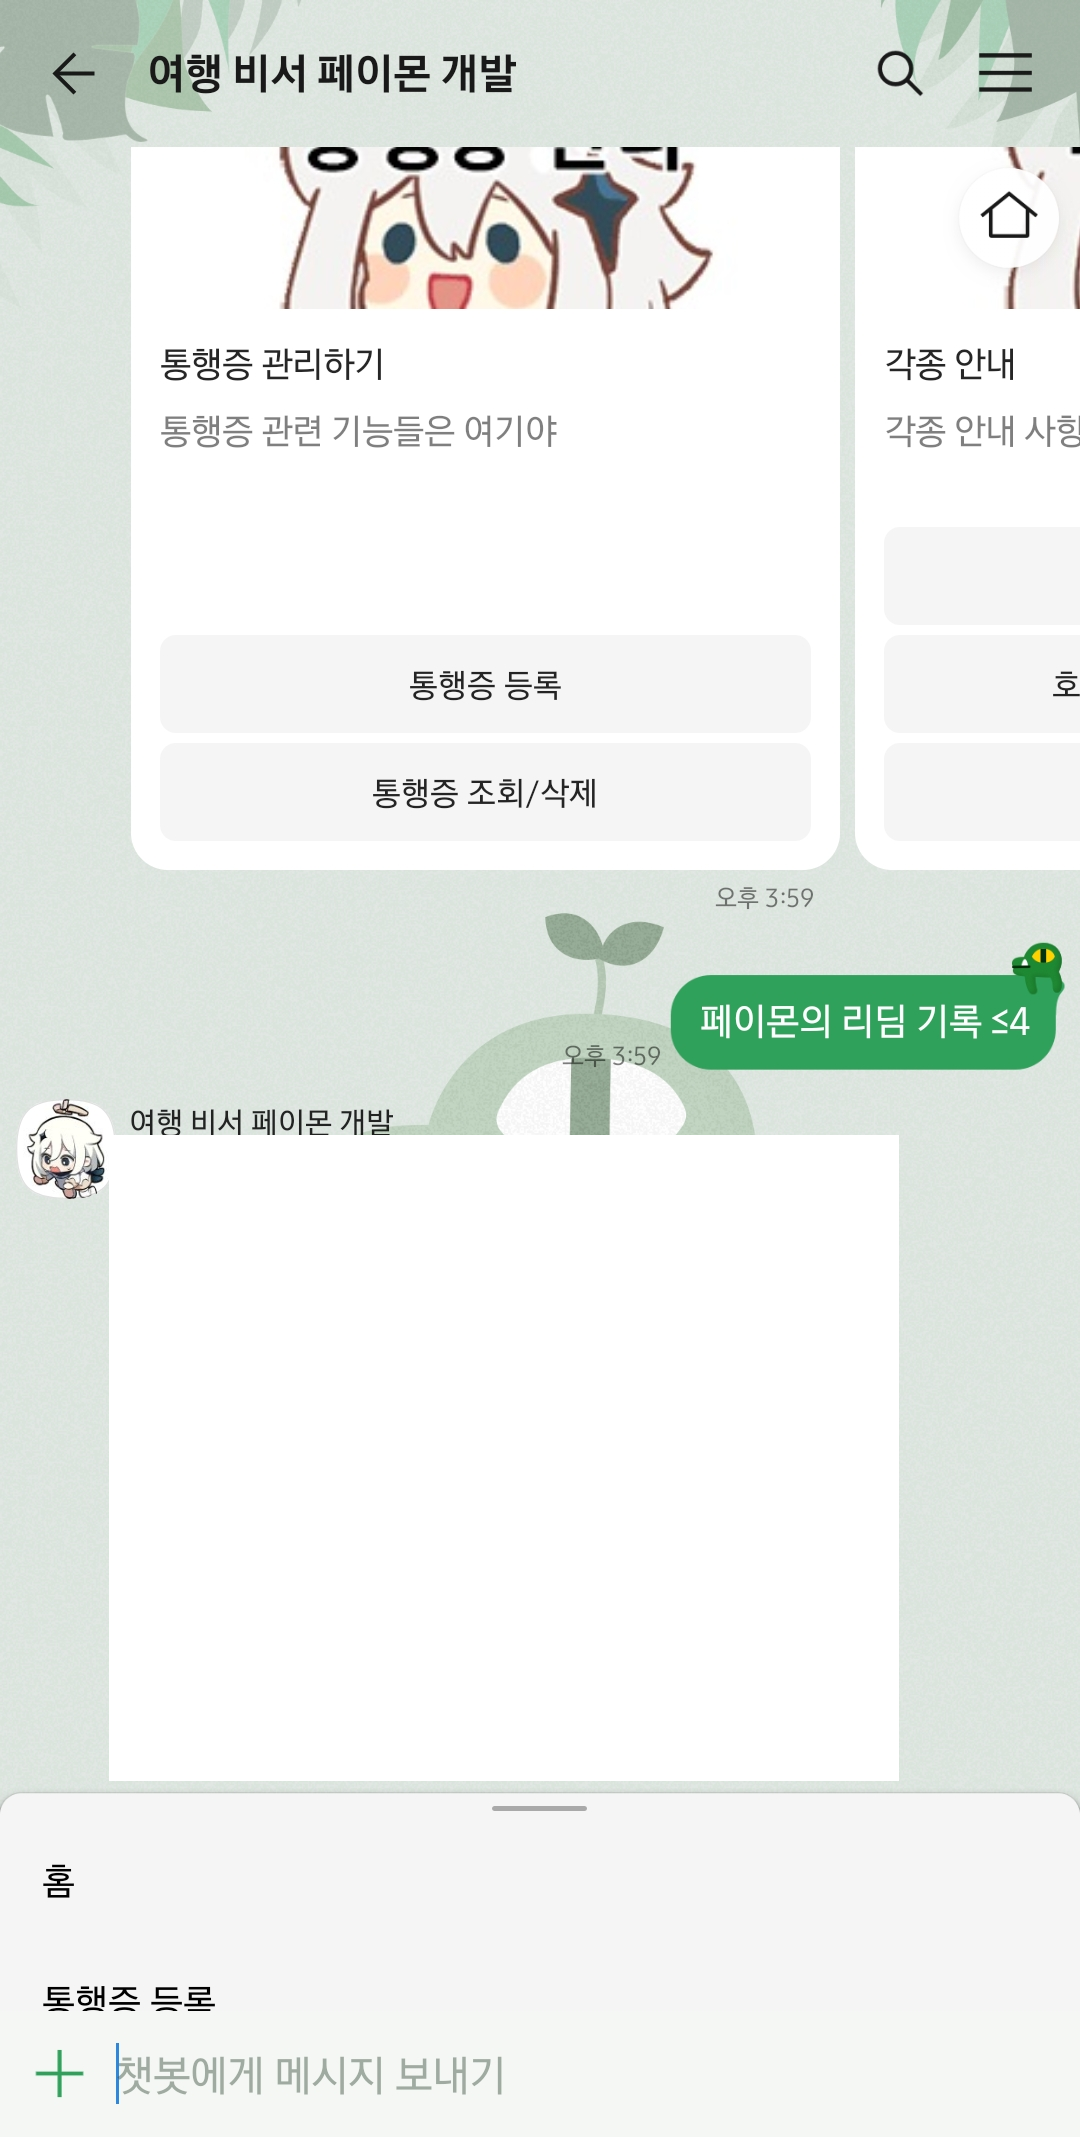 여행 비서 페이몬 개발
통행증 관리하기
통행증 관련 기능들은 여기야
통행증 등록
통행증 조회/삭제
각종 안내
각종 안내 사항
호
오후 3:59
페이몬의 리딤 기록 ≤4
오후 3:59
여행 비서 페이몬 개발
홈
통행증 등록
챗봇에게 메시지 보내기